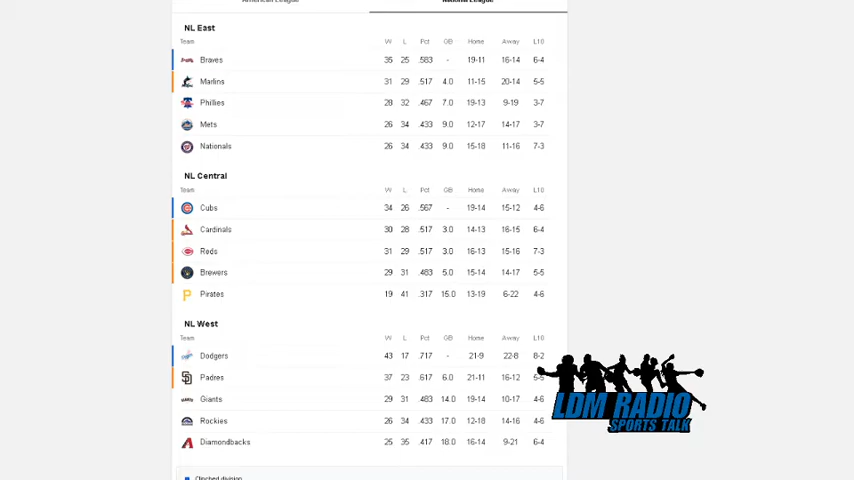 American League National League
NL East
Team W L Pct GB Home Away L10
Braves 35 25 .583 - 19-11 16-14 6-4
Marlins 31 29 .517 4.0 11-15 20-14 5-5
Phillies 28 32 .467 7.0 19-13 9-19 3-7
Mets 26 34 .433 9.0 12-17 14-17 3-7
Nationals 26 34 .433 9.0 15-18 11-16 7-3
NL Central
Team W L Pct GB Home Away L10
Cubs 34 26 .567 - 19-14 15-12 4-6
Cardinals 30 28 .517 3.0 14-13 16-15 6-4
Reds 31 29 .517 3.0 16-13 15-16 7-3
Brewers 29 31 .483 5.0 15-14 14-17 5-5
Pirates 19 41 .317 15.0 13-19 6-22 4-6
NL West
Team W L Pct GB Home Away L10
Dodgers 43 17 .717 - 21-9 22-8 8-2
Padres 37 23 .617 6.0 21-11 16-12 5-5
Giants 29 31 .483 14.0 19-14 10-17 4-6
Rockies 26 34 .433 17.0 12-18 14-16 4-6
Diamondbacks 25 35 .417 18.0 16-14 9-21 6-4
Clinched division
LDM RADIO
SPORTS TALK